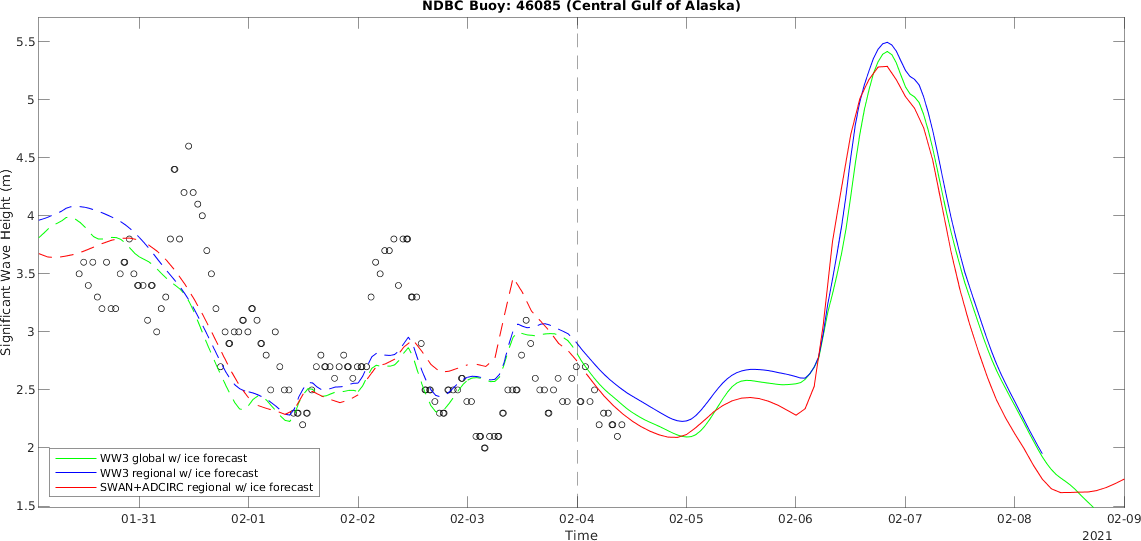 NDBC Buoy: 46085 (Central Gulf of Alaska)
5.5
5
4.5
4
3.5
3
2.5
2
1.5
Significant Wave Height (m)
WW3 global w/ ice forecast
WW3 regional w/ ice forecast
SWAN+ADCIRC regional w/ ice forecast
01-31 02-01 02-02 02-03 02-04 02-05 02-06 02-07 02-08 02-09
Time
2021